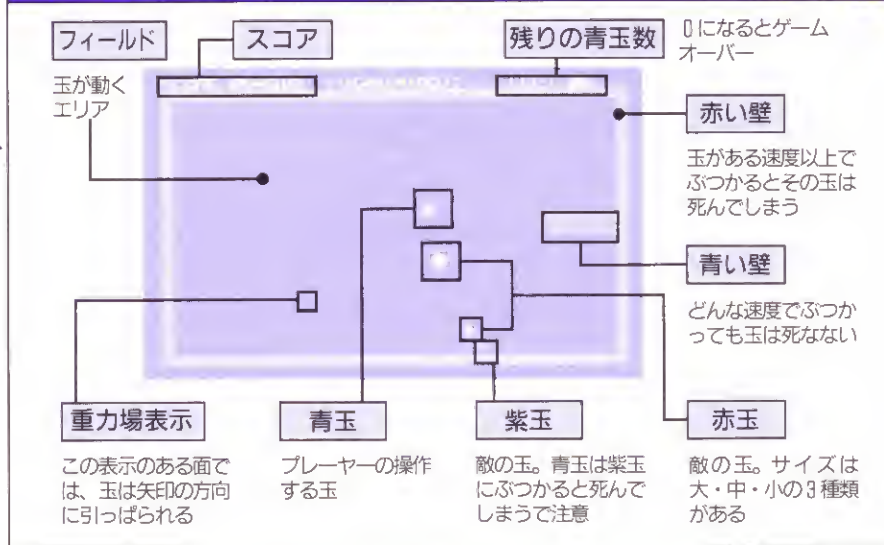 フィールド
スコア
残りの青玉数
0になるとゲーム
オーバー
玉が動く
エリア
赤い壁
玉がある速度以上で
ぶつかるとその玉は
死んでしまう
青い壁
どんな速度でぶつか
っても玉は死なない
重力場表示
この表示のある面で
は、玉は矢印の方向
に引っぱられる
青玉
プレーヤーの操作
する玉
紫玉
敵の玉。青玉は紫玉
にぶつかると死んで
しまうで注意
赤玉
敵の玉。サイズは
大・中・小の3種類
がある